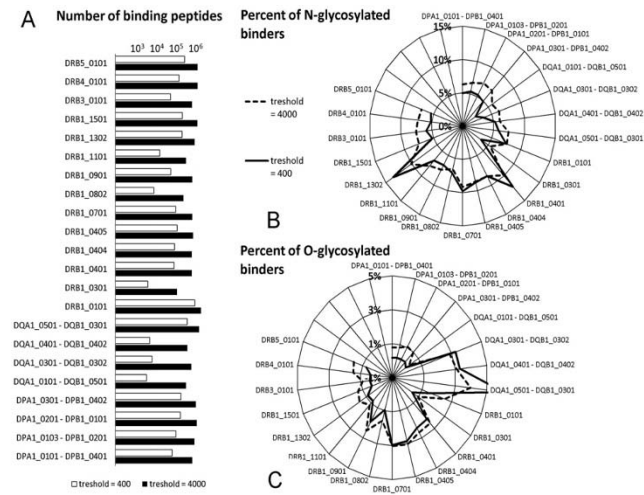 A
Number of binding peptides
10³ 10⁴ 10⁵ 10⁶
DRB5_0101
DRB4_0101
DRB3_0101
DRB1_1501
DRB1_1302
DRB1_1101
DRB1_0901
DRB1_0802
DRB1_0701
DRB1_0405
DRB1_0404
DRB1_0401
DRB1_0301
DRB1_0101
DQA1_0501 - DQB1_0301
DQA1_0401 - DQB1_0402
DQA1_0301 - DQB1_0302
DQA1_0101 - DQB1_0501
DPA1_0301 - DPB1_0402
DPA1_0201 - DPB1_0101
DPA1_0103 - DPB1_0201
DPA1_0101 - DPB1_0401
treshold = 400
treshold = 4000
B
Percent of N-glycosylated
binders
treshold
= 4000
treshold
= 400
15%
10%
5%
0%
DPA1_0101 - DPB1_0401
DPA1_0103 - DPB1_0201
DPA1_0201 - DPB1_0101
DPA1_0301 - DPB1_0402
DQA1_0101 - DQB1_0501
DQA1_0301 - DQB1_0302
DQA1_0401 - DQB1_0402
DQA1_0501 - DQB1_0301
DRB1_0101
DRB1_0301
DRB1_0401
DRB1_0404
DRB1_0405
DRB1_0701
DRB1_0802
DRB1_0901
DRB1_1101
DRB1_1302
DRB1_1501
DRB3_0101
DRB4_0101
DRB5_0101
Percent of O-glycosylated
binders
C
5%
3%
1%
DPA1_0101 - DPB1_0401
DPA1_0103 - DPB1_0201
DPA1_0201 - DPB1_0101
DPA1_0301 - DPB1_0402
DQA1_0101 - DQB1_0501
DQA1_0301 - DQB1_0302
DQA1_0401 - DQB1_0402
DQA1_0501 - DQB1_0301
DRB1_0101
DRB1_0301
DRB1_0401
DRB1_0404
DRB1_0405
DRB1_0701
DRB1_0802
DRB1_0901
DRB1_1101
DRB1_1302
DRB1_1501
DRB3_0101
DRB4_0101
DRB5_0101